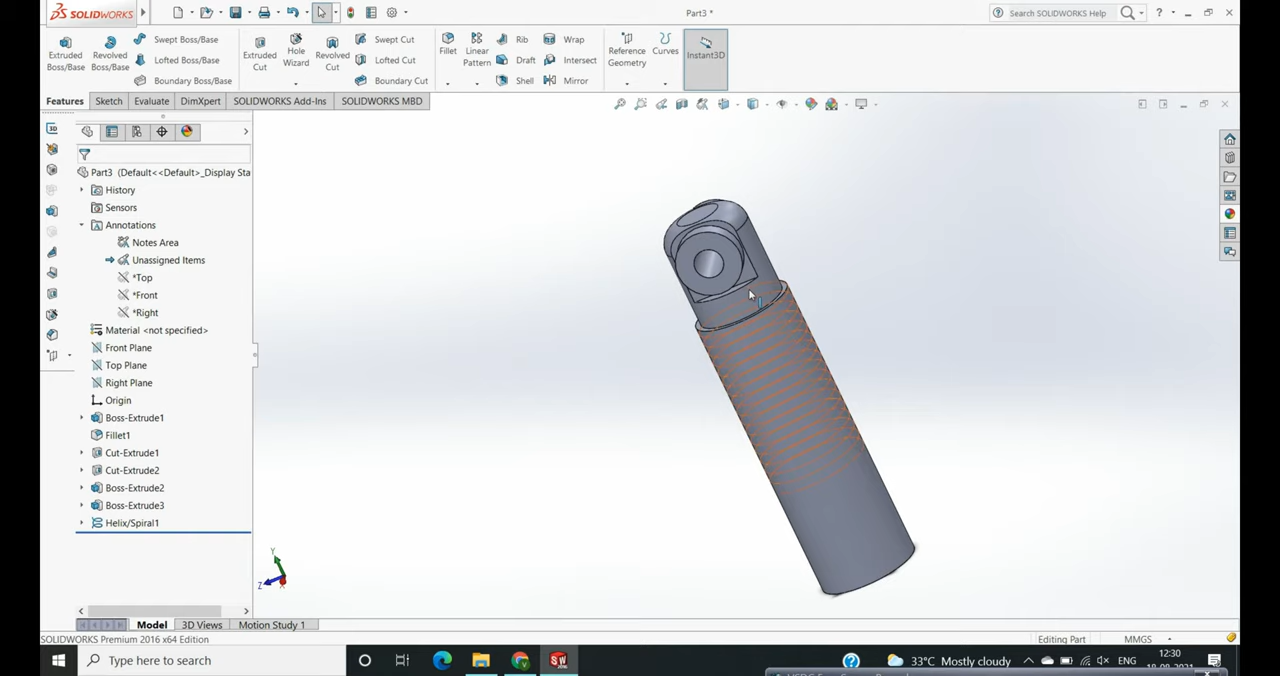 SOLIDWORKS
Part3 *
Search SOLIDWORKS Help
?
Extruded Boss/Base
Revolved Boss/Base
Swept Boss/Base
Lofted Boss/Base
Boundary Boss/Base
Extruded Cut
Hole Wizard
Revolved Cut
Swept Cut
Lofted Cut
Boundary Cut
Fillet
Linear Pattern
Rib
Draft
Shell
Wrap
Intersect
Mirror
Reference Geometry
Curves
Instant3D
Features
Sketch
Evaluate
DimXpert
SOLIDWORKS Add-Ins
SOLIDWORKS MBD
Part3 (Default<<Default>_Display Sta
History
Sensors
Annotations
Notes Area
Unassigned Items
*Top
*Front
*Right
Material <not specified>
Front Plane
Top Plane
Right Plane
Origin
Boss-Extrude1
Fillet1
Cut-Extrude1
Cut-Extrude2
Boss-Extrude2
Boss-Extrude3
Helix/Spiral1
Y
Z
Model
3D Views
Motion Study 1
SOLIDWORKS Premium 2016 x64 Edition
Editing Part
MMGS
Type here to search
33°C Mostly cloudy
ENG
12:30
18-08-2021